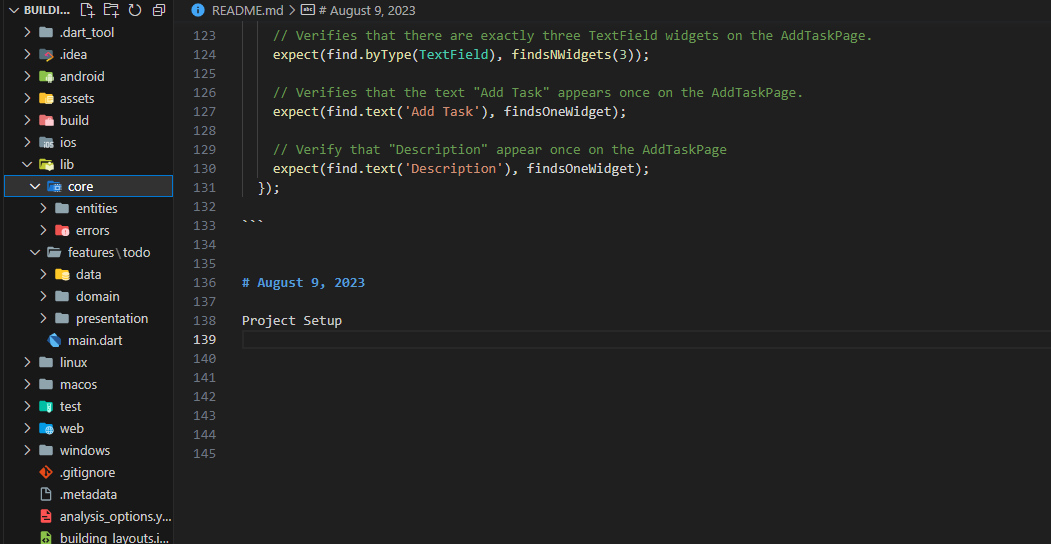 BUILDI...
.dart_tool
.idea
android
assets
build
ios
lib
core
entities
errors
features\todo
data
domain
presentation
main.dart
linux
macos
test
web
windows
.gitignore
.metadata
analysis_options.y...
building_layouts.i...
README.md > # August 9, 2023
123 // Verifies that there are exactly three TextField widgets on the AddTaskPage.
124 expect(find.byType(TextField), findsNWidgets(3));
125
126 // Verifies that the text "Add Task" appears once on the AddTaskPage.
127 expect(find.text('Add Task'), findsOneWidget);
128
129 // Verify that "Description" appear once on the AddTaskPage
130 expect(find.text('Description'), findsOneWidget);
131 });
132
133 ```
134
135
136 # August 9, 2023
137
138 Project Setup
139
140
141
142
143
144
145